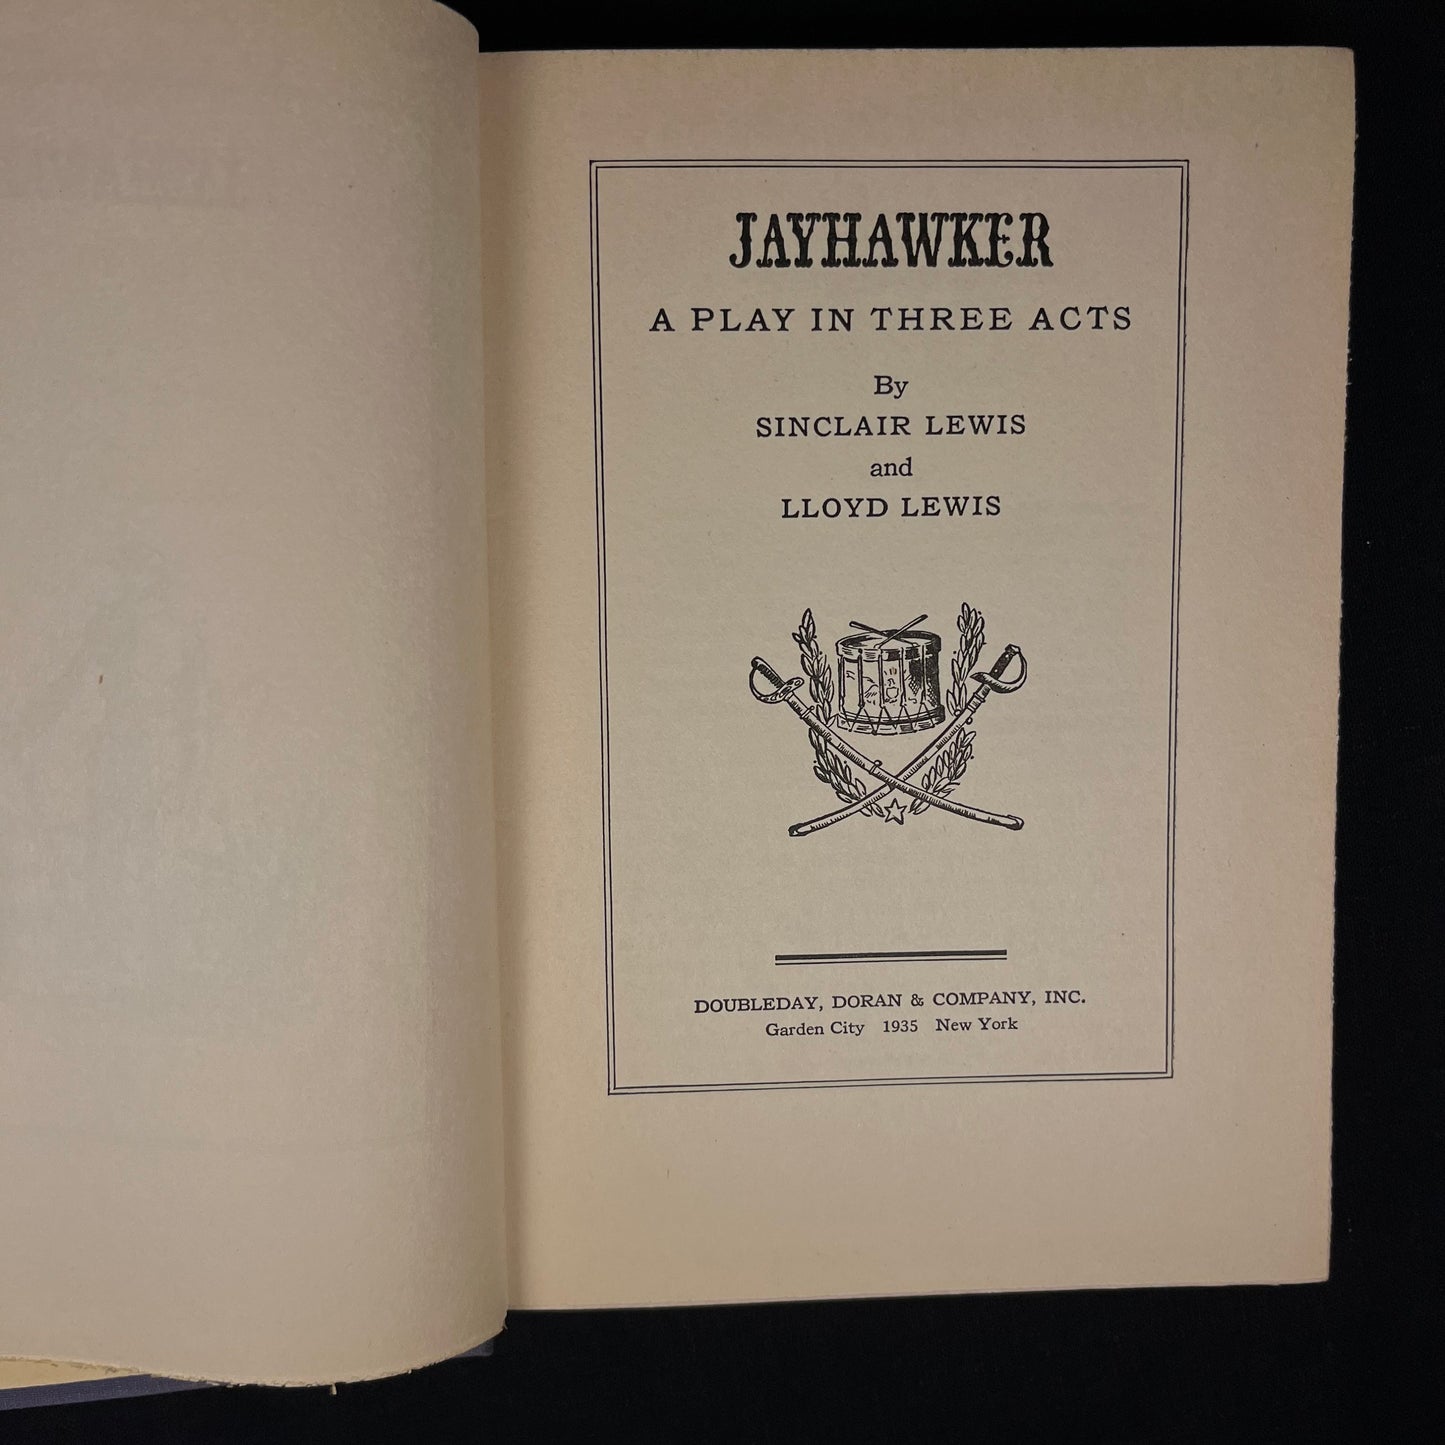 JAYHAWKER
A PLAY IN THREE ACTS
By
SINCLAIR LEWIS
and
LLOYD LEWIS
DOUBLEDAY, DORAN & COMPANY, INC.
Garden City 1935 New York